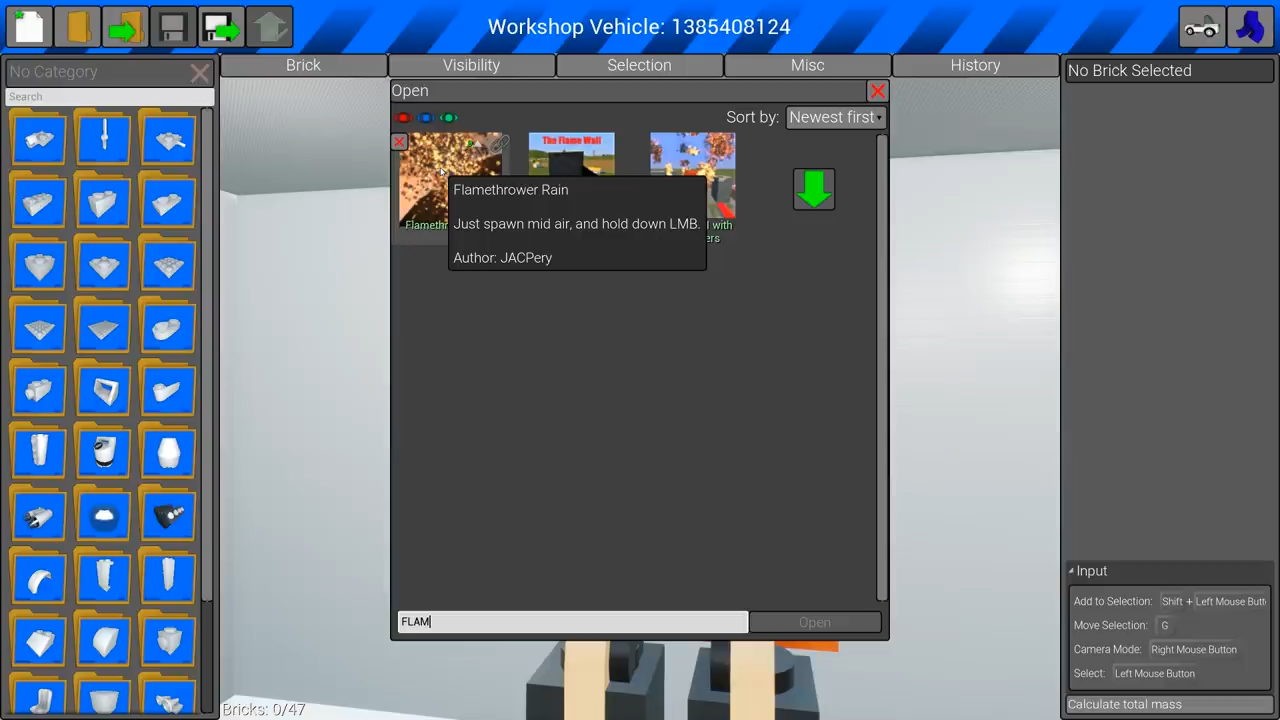 Workshop Vehicle: 1385408124
No Category
Search
Brick
Visibility
Selection
Misc
History
No Brick Selected
Open
Sort by:
Newest first
The Flame Wall
Flamethrower Rain
Just spawn mid air, and hold down LMB.
Author: JACPery
Flamethr
with
ers
FLAM
Open
Input
Add to Selection: Shift + Left Mouse Butt
Move Selection: G
Camera Mode: Right Mouse Button
Select: Left Mouse Button
Calculate total mass
Bricks: 0/47